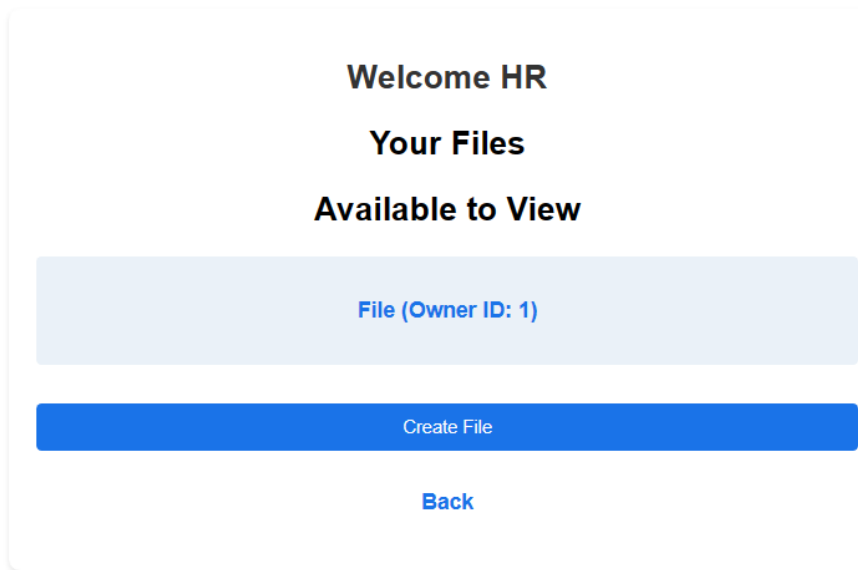 Welcome HR
Your Files
Available to View
File (Owner ID: 1)
Create File
Back